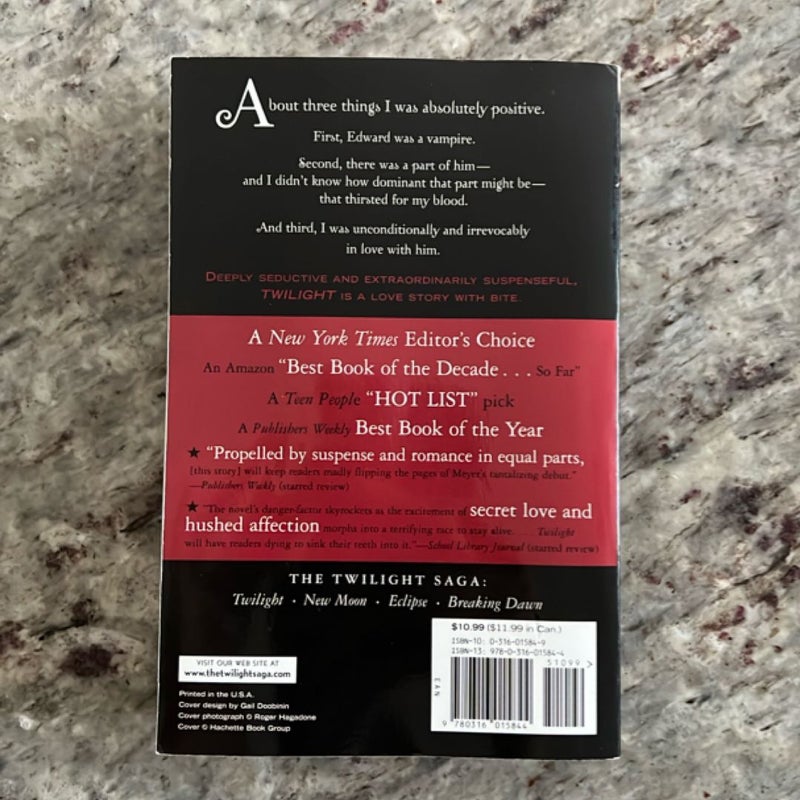 About three things I was absolutely positive.
First, Edward was a vampire.
Second, there was a part of him—
and I didn't know how dominant that part might be—
that thirsted for my blood.
And third, I was unconditionally and irrevocably
in love with him.
DEEPLY SEDUCTIVE AND EXTRAORDINARILY SUSPENSEFUL,
TWILIGHT IS A LOVE STORY WITH BITE.
A New York Times Editor's Choice
An Amazon "Best Book of the Decade . . . So Far"
A Teen People "HOT LIST" pick
A Publishers Weekly Best Book of the Year
★ "Propelled by suspense and romance in equal parts,
[this story] will keep readers madly flipping the pages of Meyer's tantalizing debut."
—Publishers Weekly (starred review)
★ "The novel's danger-factor skyrockets as the excitement of secret love and
hushed affection morphs into a terrifying race to stay alive. . . . Twilight
will have readers dying to sink their teeth into it."—School Library Journal (starred review)
THE TWILIGHT SAGA:
Twilight · New Moon · Eclipse · Breaking Dawn
$10.99 ($11.99 in Can.)
ISBN-10: 0-316-01584-9
ISBN-13: 978-0-316-01584-4
51099 >
EAN
9 780316 015844
VISIT OUR WEB SITE AT
www.thetwilightsaga.com
Printed in the U.S.A.
Cover design by Gail Doobinin
Cover photograph © Roger Hagadone
Cover © Hachette Book Group